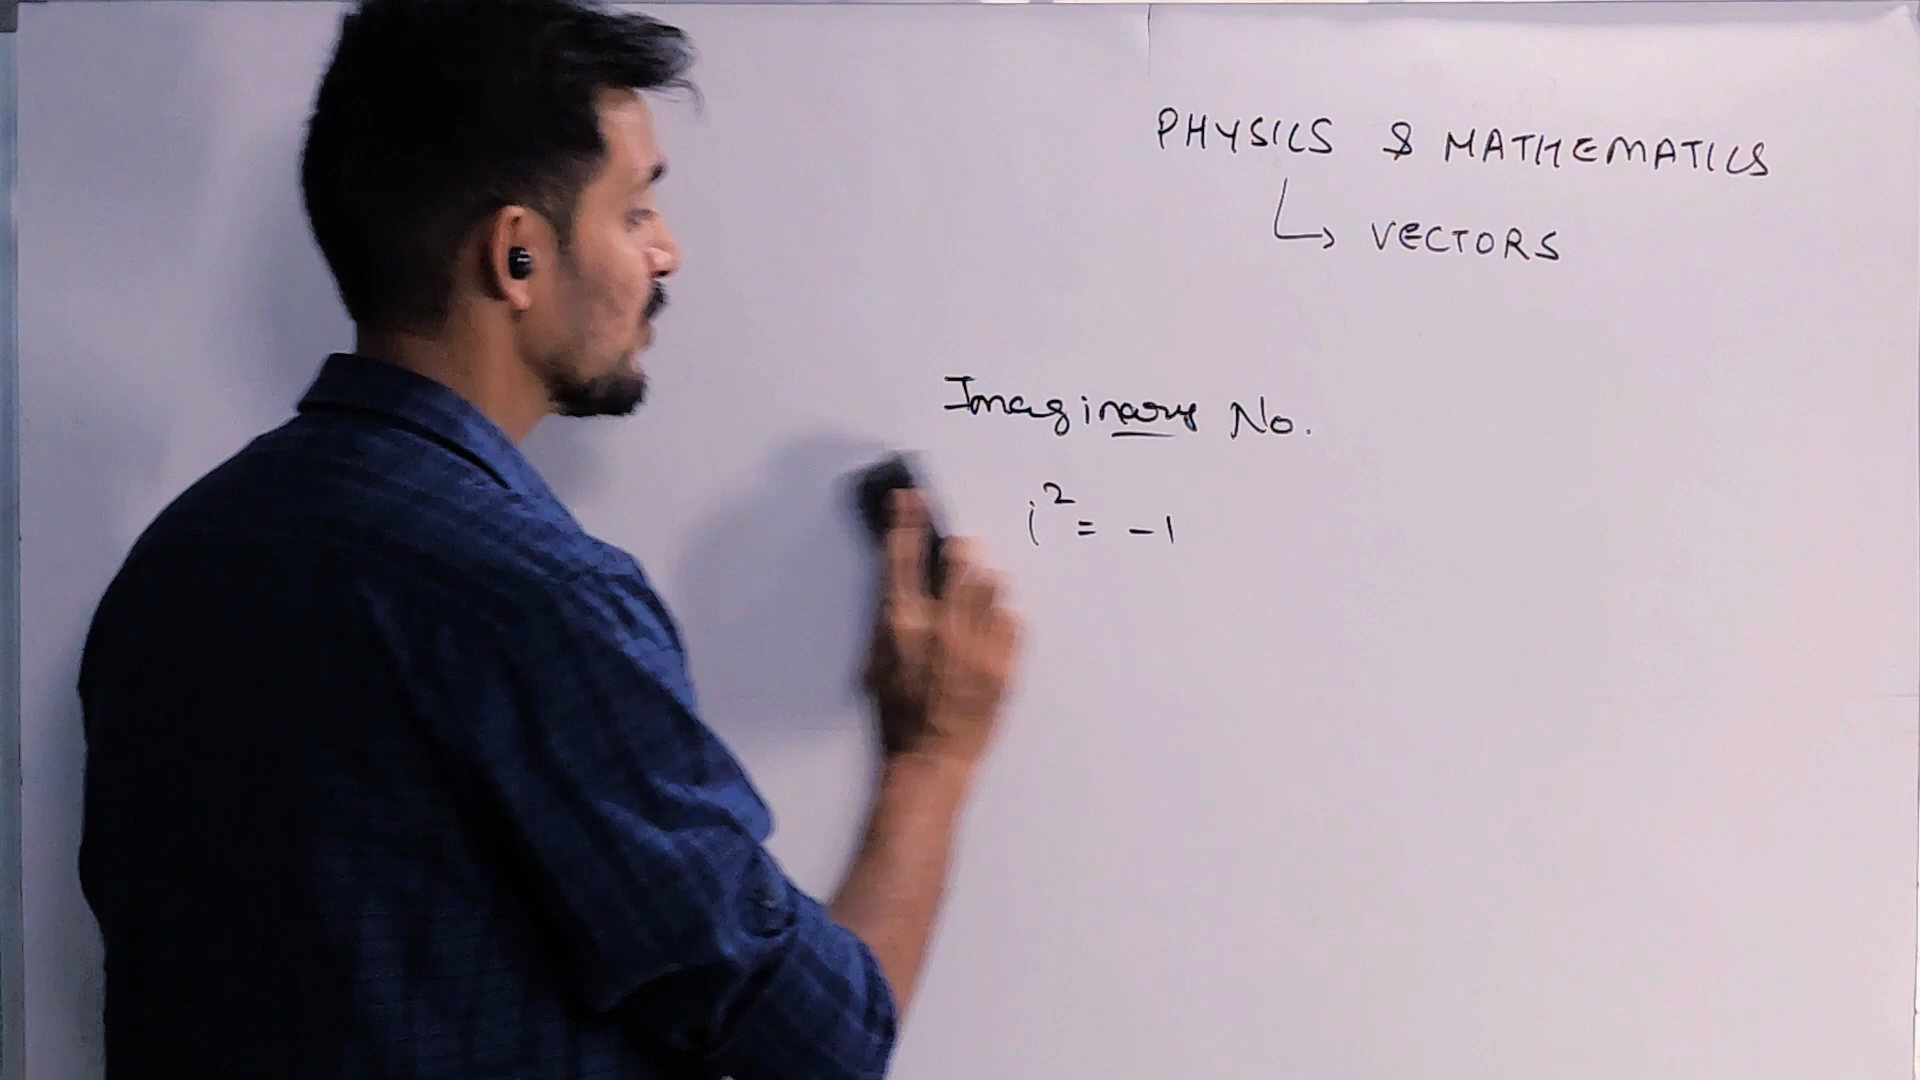 PHYSICS & MATHEMATICS
↳ VECTORS
Imaginary No.
i² = -1